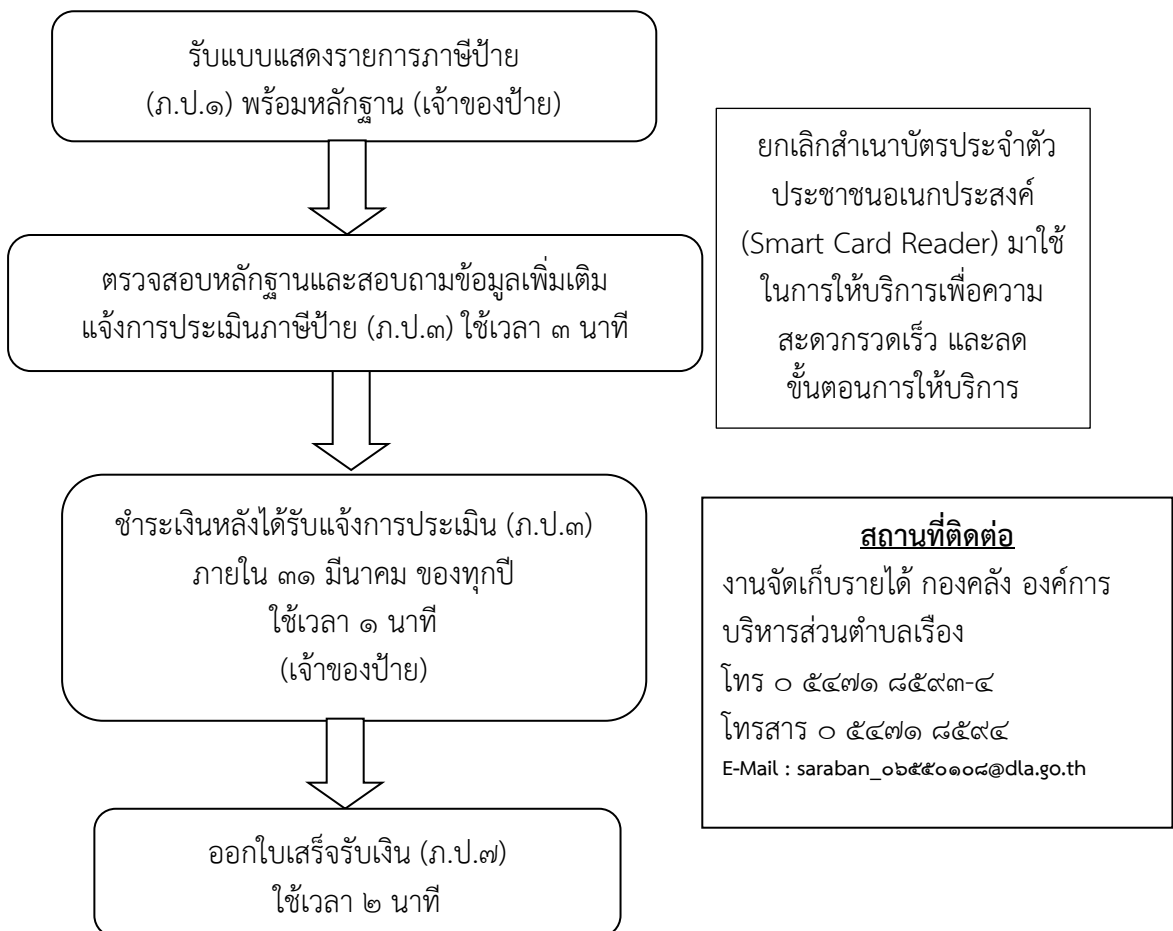 รับแบบแสดงรายการภาษีป้าย
(ภ.ป.๑) พร้อมหลักฐาน (เจ้าของป้าย)
ตรวจสอบหลักฐานและสอบถามข้อมูลเพิ่มเติม
แจ้งการประเมินภาษีป้าย (ภ.ป.๓) ใช้เวลา ๓ นาที
ชำระเงินหลังได้รับแจ้งการประเมิน (ภ.ป.๓)
ภายใน ๓๑ มีนาคม ของทุกปี
ใช้เวลา ๑ นาที
(เจ้าของป้าย)
ออกใบเสร็จรับเงิน (ภ.ป.๗)
ใช้เวลา ๒ นาที
ยกเลิกสำเนาบัตรประจำตัว
ประชาชนอเนกประสงค์
(Smart Card Reader) มาใช้
ในการให้บริการเพื่อความ
สะดวกรวดเร็ว และลด
ขั้นตอนการให้บริการ
สถานที่ติดต่อ
งานจัดเก็บรายได้ กองคลัง องค์การ
บริหารส่วนตำบลเรือง
โทร ๐ ๕๔๗๑ ๘๕๙๓-๔
โทรสาร ๐ ๕๔๗๑ ๘๕๙๔
E-Mail : saraban_๐๖๕๕๐๑๐๘@dla.go.th